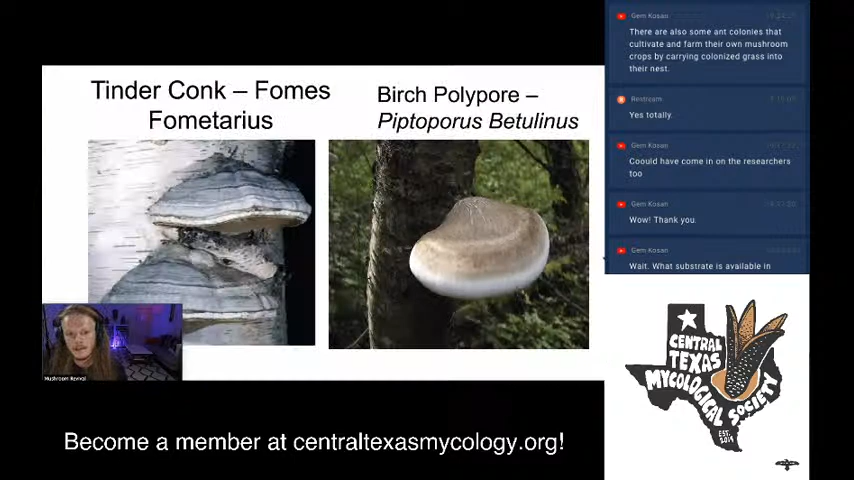 Tinder Conk – Fomes
Fometarius
Birch Polypore –
Piptoporus Betulinus
Mushroom Revival
Become a member at centraltexasmycology.org!
Gem Kosan
There are also some ant colonies that
cultivate and farm their own mushroom
crops by carrying colonized grass into
their nest.
Restream
Yes totally.
Gem Kosan
Coould have come in on the researchers
too
Gem Kosan
Wow! Thank you.
Gem Kosan
Wait. What substrate is available in
CENTRAL
TEXAS
MYCOLOGICAL SOCIETY
EST.
2019